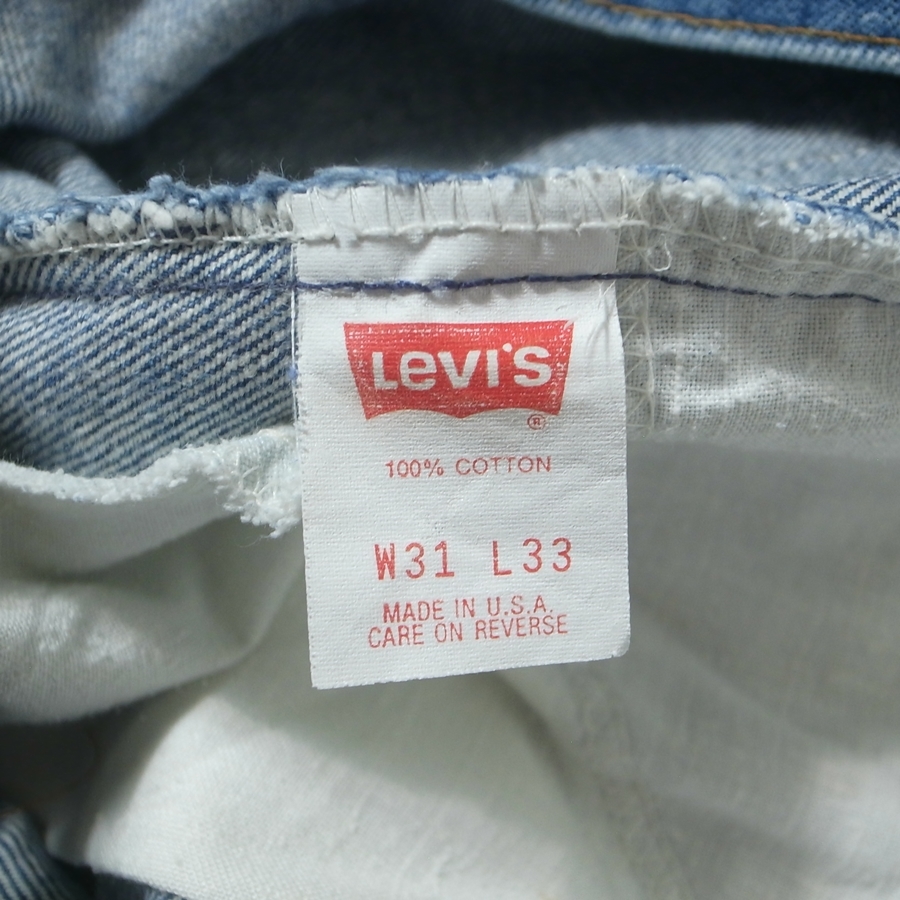 Levi's
®
100% COTTON
W31 L33
MADE IN U.S.A.
CARE ON REVERSE